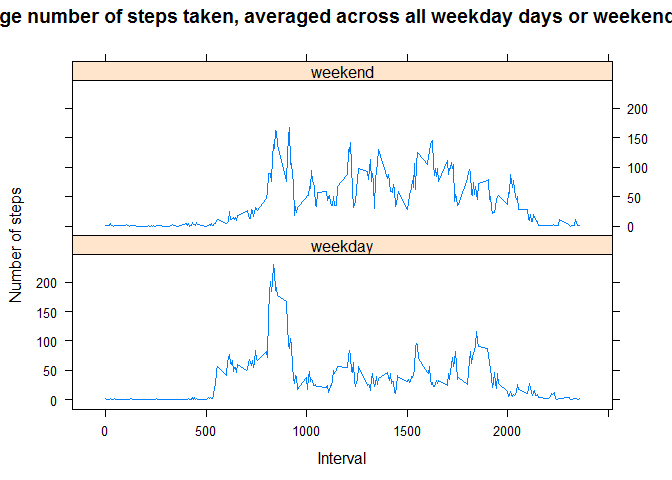 ge number of steps taken, averaged across all weekday days or weekend
weekend
200
150
100
50
0
Number of steps
weekday
200
150
100
50
0
0 500 1000 1500 2000
Interval